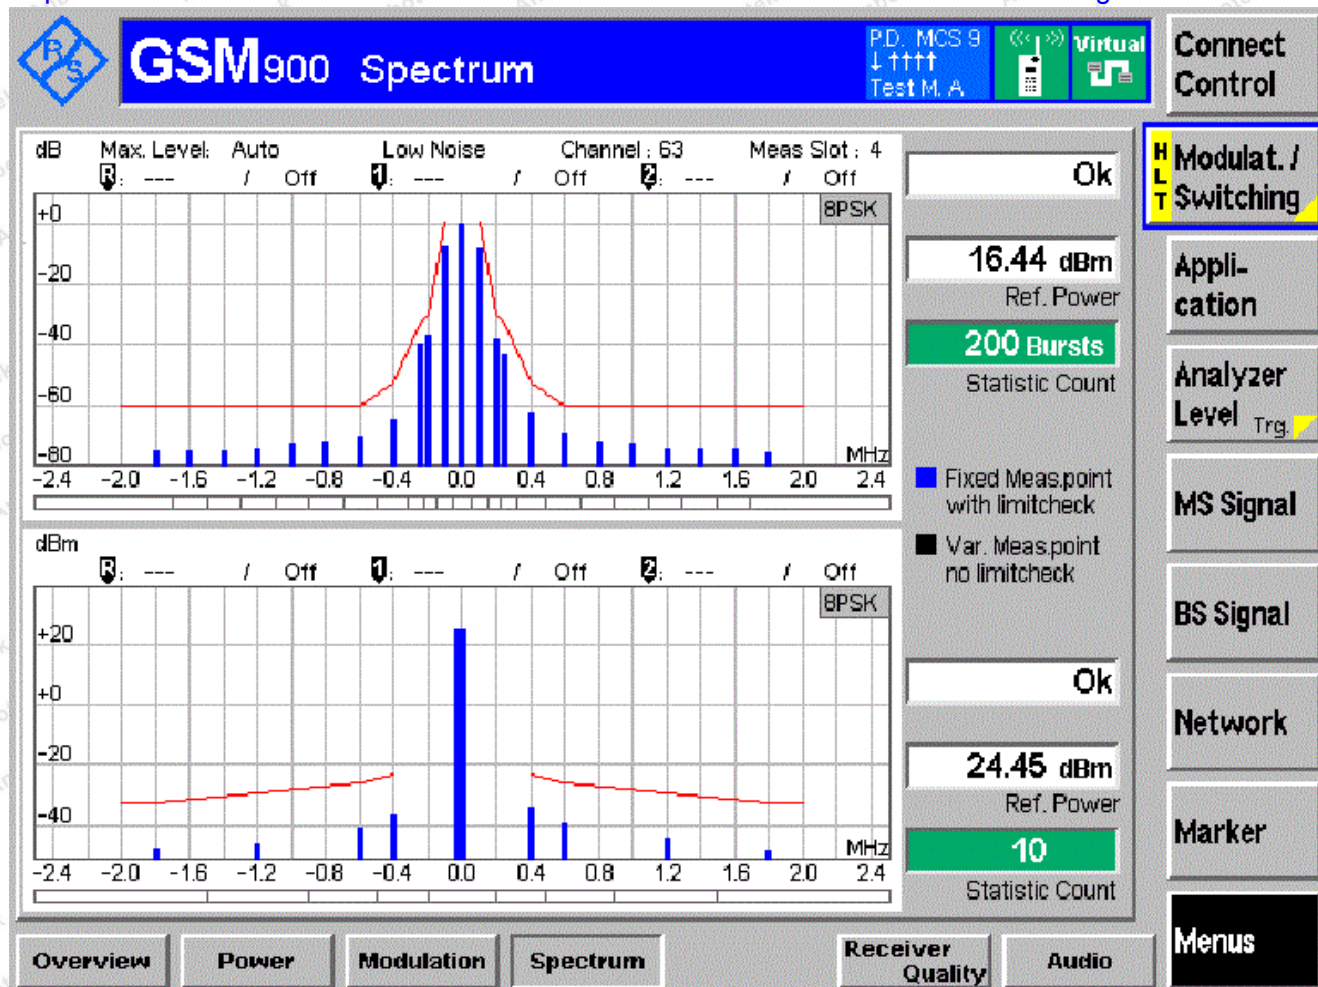 R/S
GSM900 Spectrum
P.D. MCS 9
↓ ↑↑↑↑
Test M. A
Virtual
Connect Control
dB Max. Level: Auto Low Noise Channel : 63 Meas Slot : 4
R: --- / Off 1: --- / Off 2: --- / Off
8PSK
+0
-20
-40
-60
-80
MHz
-2.4 -2.0 -1.6 -1.2 -0.8 -0.4 0.0 0.4 0.8 1.2 1.6 2.0 2.4
Ok
16.44 dBm
Ref. Power
200 Bursts
Statistic Count
Fixed Meas.point
with limitcheck
Var. Meas.point
no limitcheck
dBm
R: --- / Off 1: --- / Off 2: --- / Off
8PSK
+20
+0
-20
-40
MHz
-2.4 -2.0 -1.6 -1.2 -0.8 -0.4 0.0 0.4 0.8 1.2 1.6 2.0 2.4
Ok
24.45 dBm
Ref. Power
10
Statistic Count
HLT
Modulat. /
Switching
Appli-
cation
Analyzer
Level Trg.
MS Signal
BS Signal
Network
Marker
Menus
Overview Power Modulation Spectrum Receiver Quality Audio